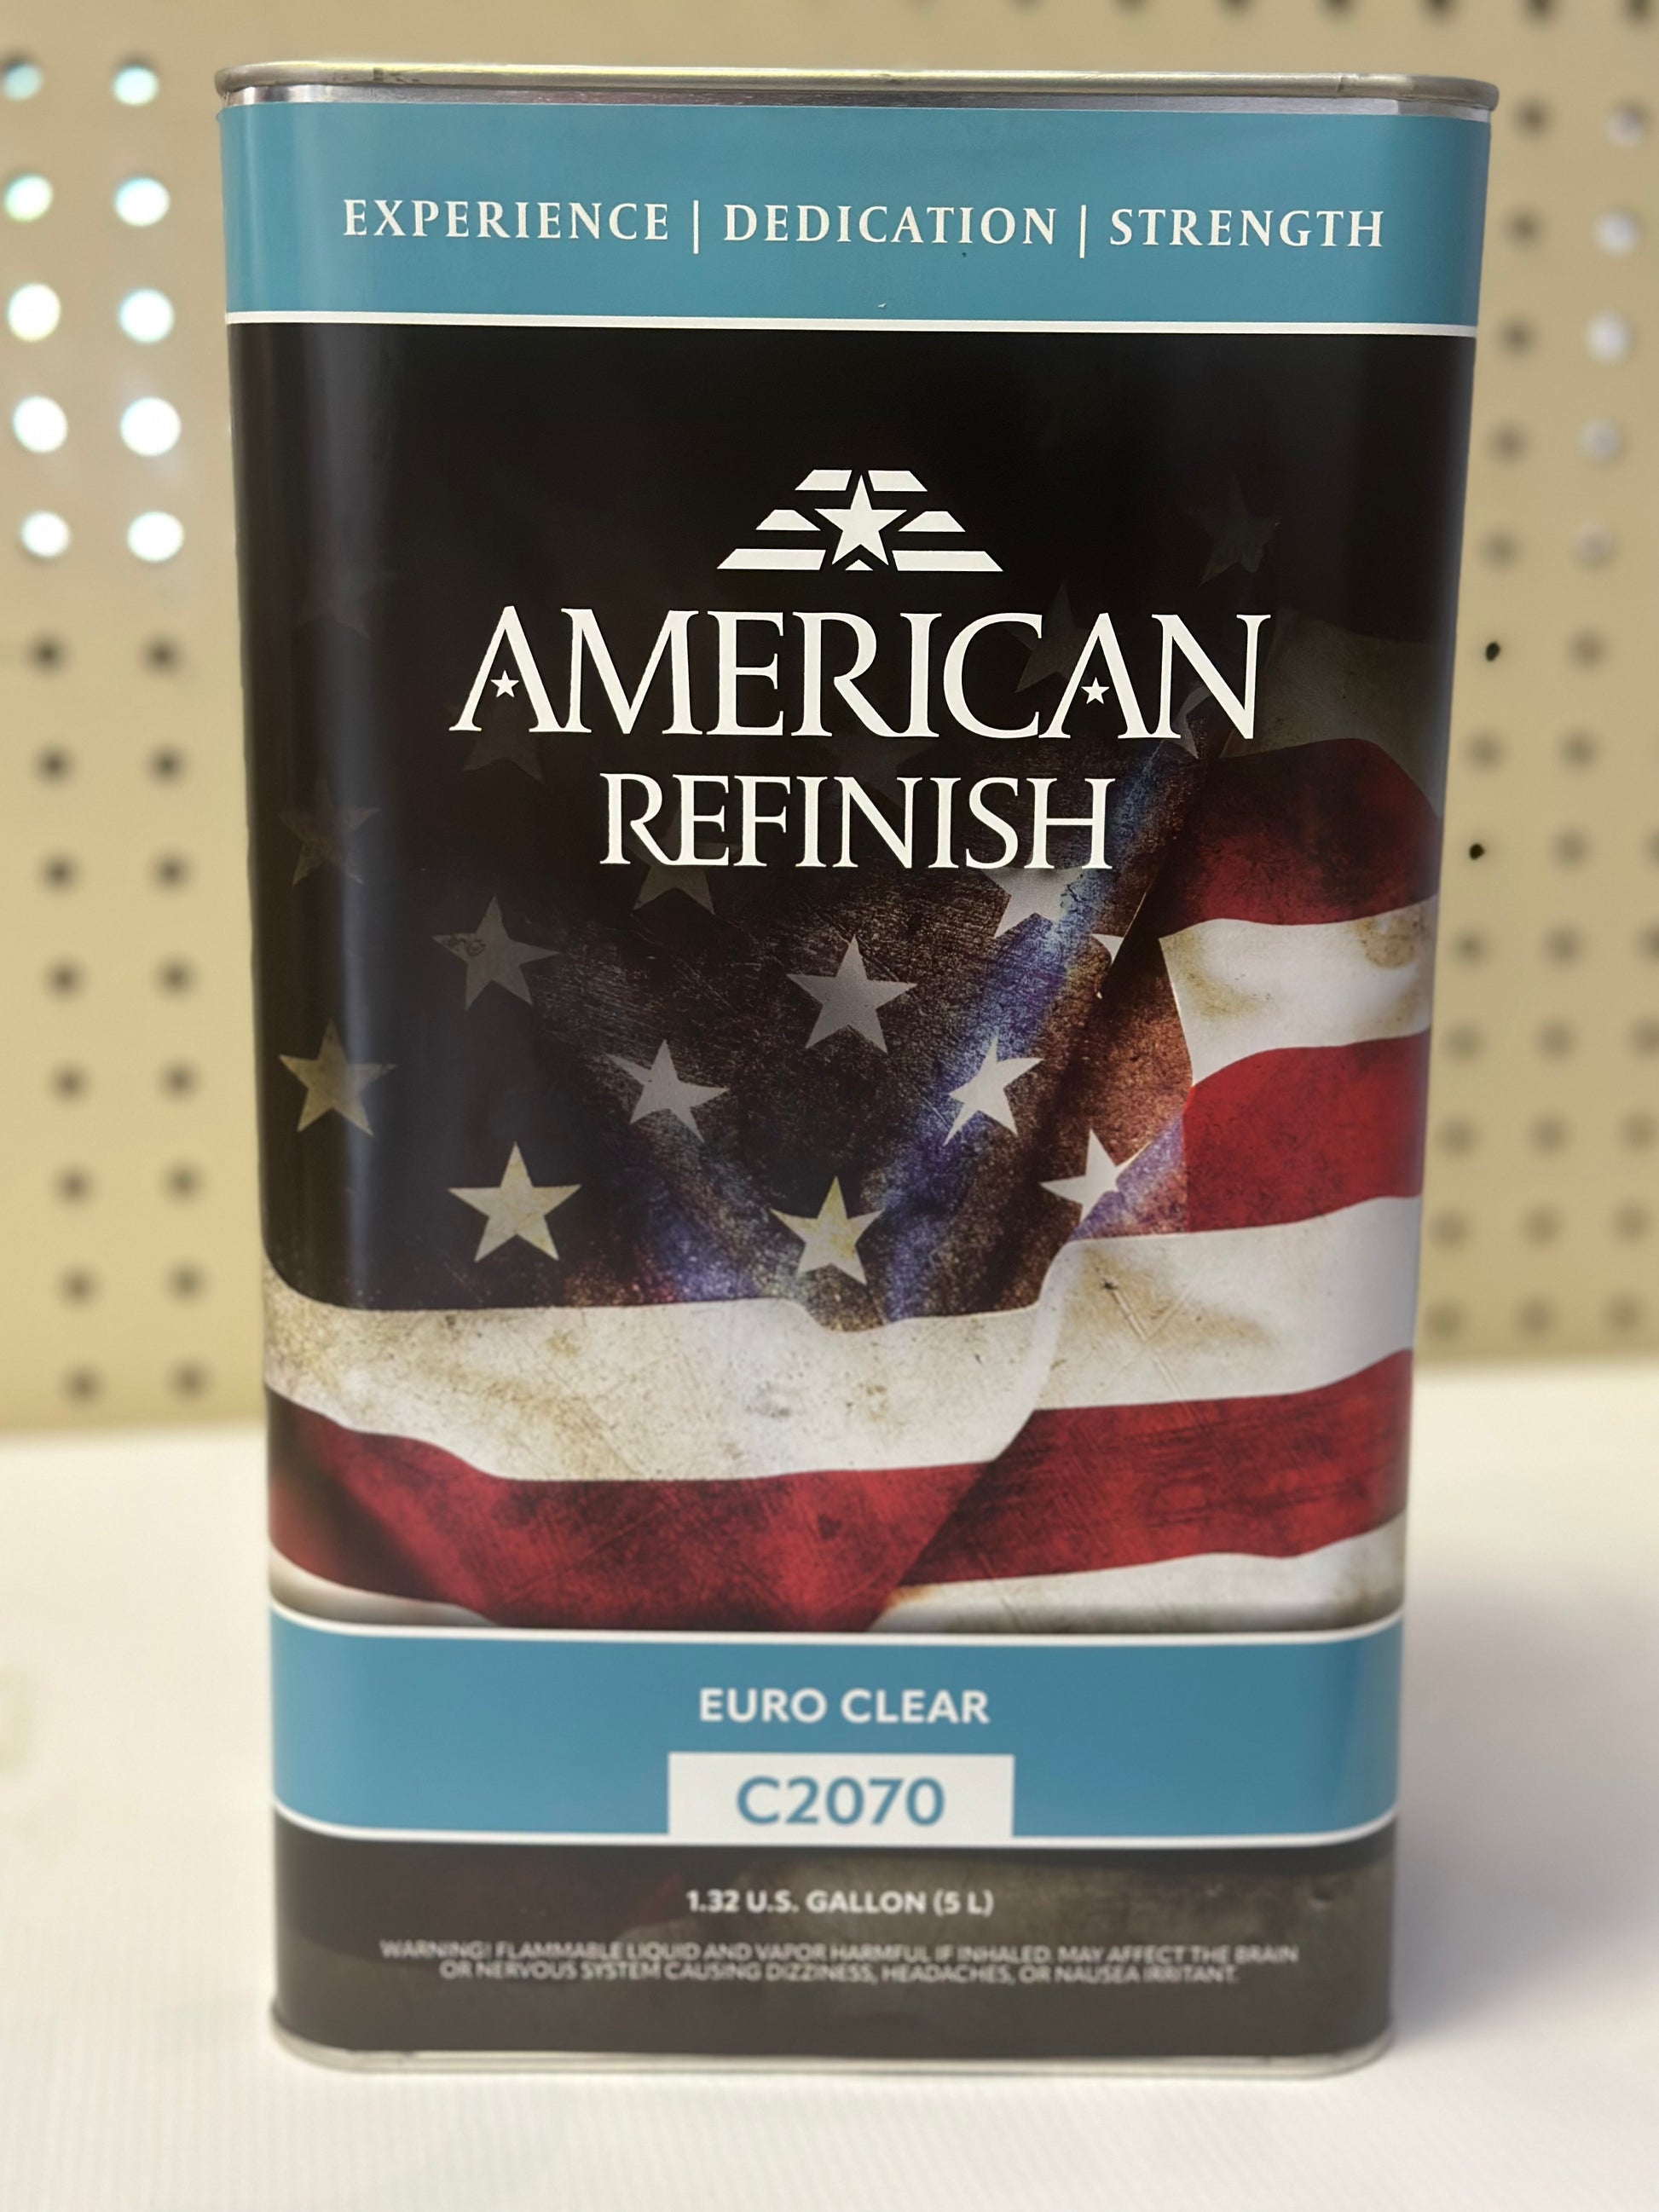 EXPERIENCE | DEDICATION | STRENGTH
AMERICAN
REFINISH
EURO CLEAR
C2070
1.32 U.S. GALLON (5 L)
WARNING! FLAMMABLE LIQUID AND VAPOR HARMFUL IF INHALED. MAY AFFECT THE BRAIN
OR NERVOUS SYSTEM CAUSING DIZZINESS, HEADACHES, OR NAUSEA IRRITANT.